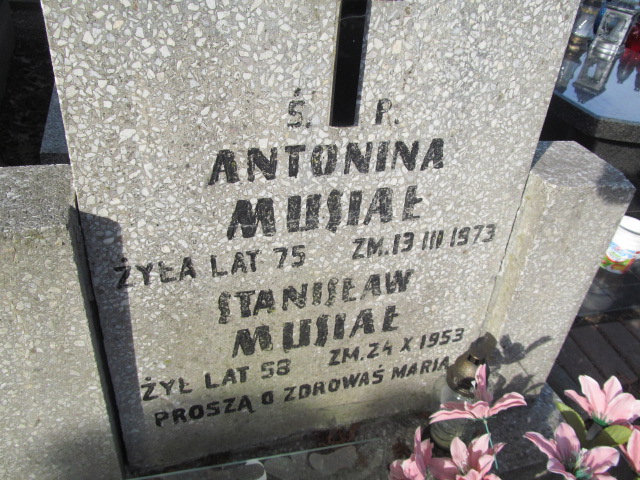 Ś. P.
ANTONINA
MUSIAŁ
ŻYŁA LAT 75 ZM. 13 III 1973
STANISŁAW
MUSIAŁ
ŻYŁ LAT 58 ZM. 24 X 1953
PROSZĄ O ZDROWAŚ MARIA